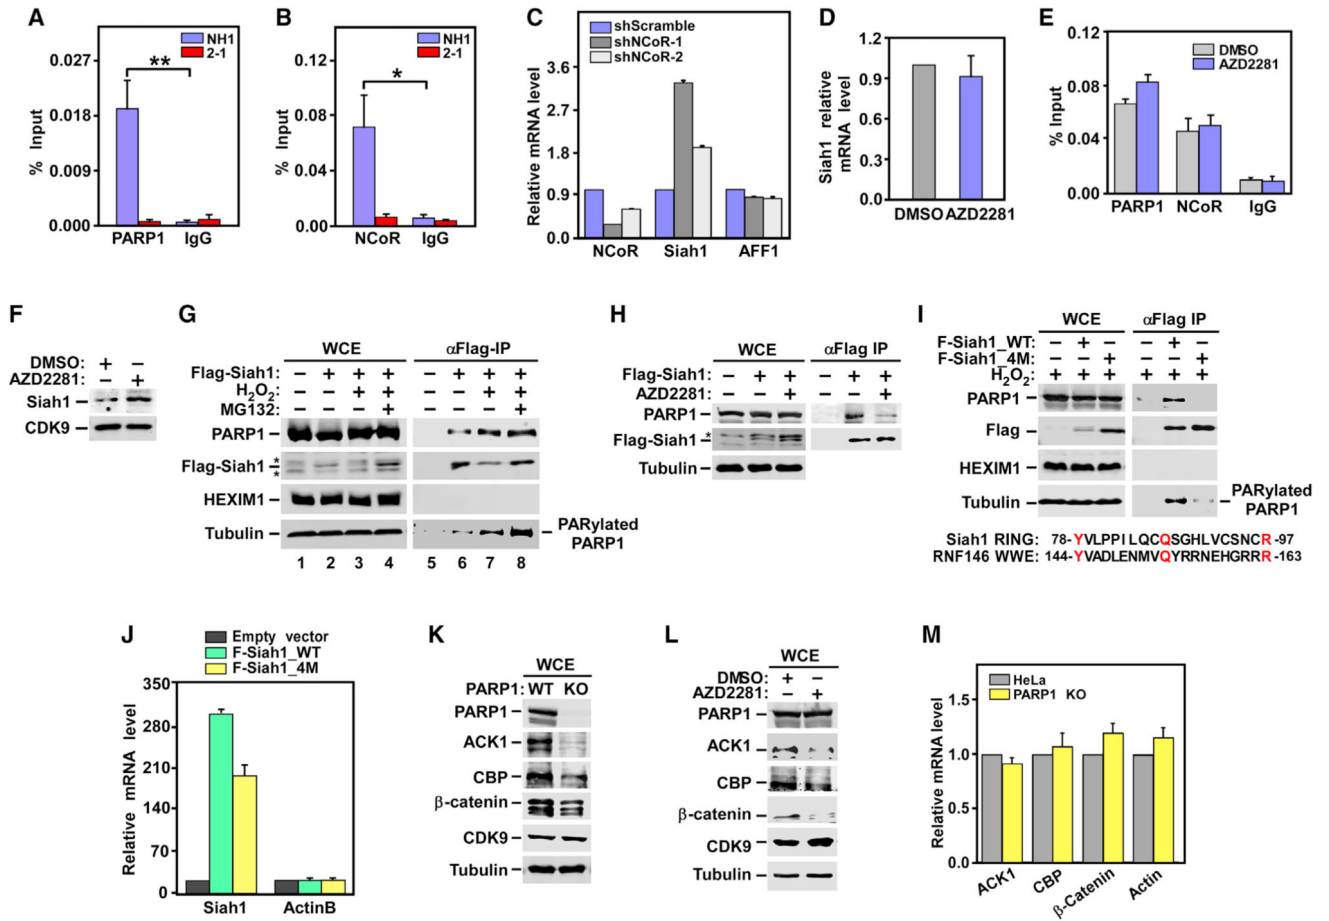 A
NH1
2-1
**
% Input
0.027
0.018
0.009
0.000
PARP1 IgG
B
NH1
2-1
*
% Input
0.12
0.08
0.04
0.00
NCoR IgG
C
shScramble
shNCoR-1
shNCoR-2
Relative mRNA level
3.6
2.7
1.8
0.9
0.0
NCoR Siah1 AFF1
D
Siah1 relative
mRNA level
1.2
0.9
0.6
0.3
0.0
DMSO AZD2281
E
DMSO
AZD2281
% Input
0.12
0.08
0.04
0.00
PARP1 NCoR IgG
F
DMSO: + −
AZD2281: − +
Siah1
CDK9
G
WCE αFlag-IP
Flag-Siah1: − + + + − + + +
H2O2: − − + + − − + +
MG132: − − − + − − − +
PARP1
Flag-Siah1 * *
HEXIM1
Tubulin
PARylated
PARP1
1 2 3 4 5 6 7 8
H
WCE αFlag IP
Flag-Siah1: − + + − + +
AZD2281: − − + − − +
PARP1
Flag-Siah1 *
Tubulin
I
WCE αFlag IP
F-Siah1_WT: − + − − + −
F-Siah1_4M: − − + − − +
H2O2: + + + + + +
PARP1
Flag
HEXIM1
Tubulin
PARylated
PARP1
Siah1 RING: 78- YVLPPILQCQSGHLVCSNCR -97
RNF146 WWE: 144- YVADLENMVQYRRNEHGRRR -163
J
Empty vector
F-Siah1_WT
F-Siah1_4M
Relative mRNA level
350
280
210
140
70
0
Siah1 ActinB
K
WCE
PARP1: WT KO
PARP1
ACK1
CBP
β-catenin
CDK9
Tubulin
L
WCE
DMSO: + −
AZD2281: − +
PARP1
ACK1
CBP
β-catenin
CDK9
Tubulin
M
HeLa
PARP1 KO
Relative mRNA level
1.5
1.0
0.5
0.0
ACK1 CBP β-Catenin Actin